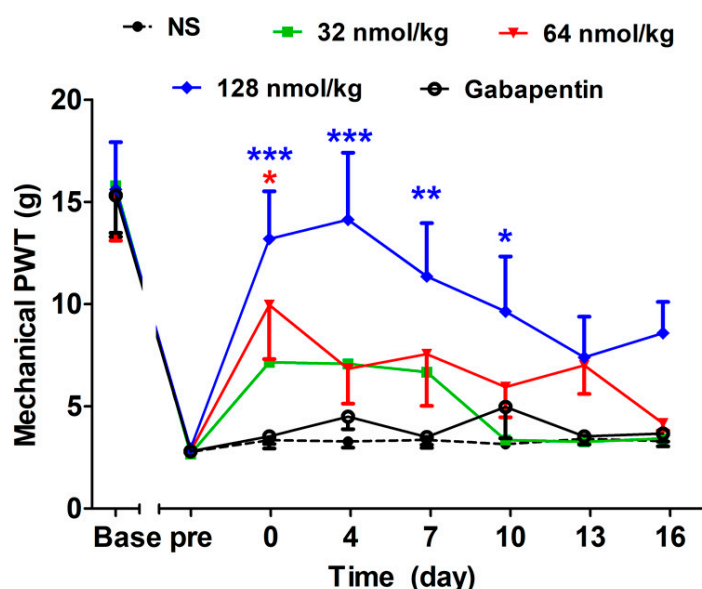 NS 32 nmol/kg 64 nmol/kg
128 nmol/kg Gabapentin
20
***
***
*
**
*
15
10
5
0
Mechanical PWT (g)
Base pre 0 4 7 10 13 16
Time (day)